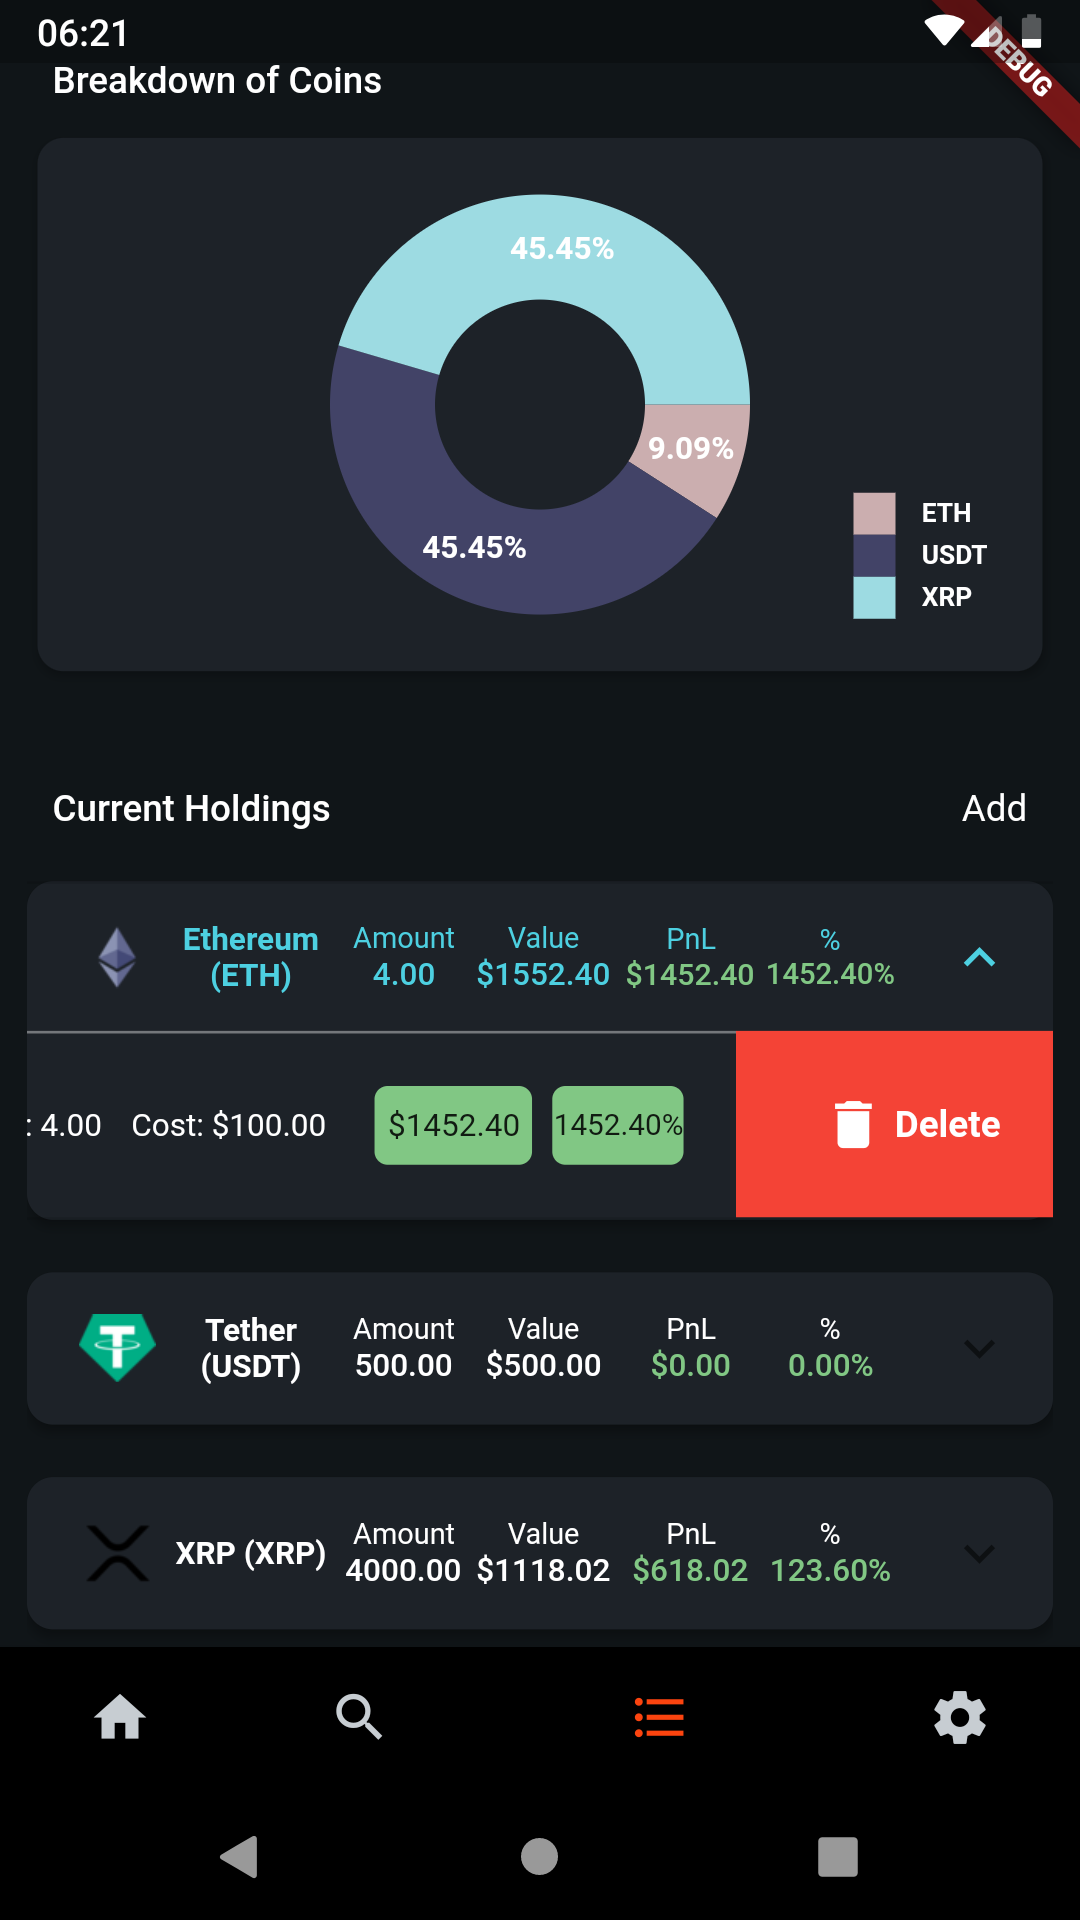 06:21
DEBUG
Breakdown of Coins
45.45%
9.09%
45.45%
ETH
USDT
XRP
Current Holdings
Add
Ethereum (ETH)
Amount
4.00
Value
$1552.40
PnL
$1452.40
%
1452.40%
: 4.00
Cost: $100.00
$1452.40
1452.40%
Delete
Tether (USDT)
Amount
500.00
Value
$500.00
PnL
$0.00
%
0.00%
XRP (XRP)
Amount
4000.00
Value
$1118.02
PnL
$618.02
%
123.60%